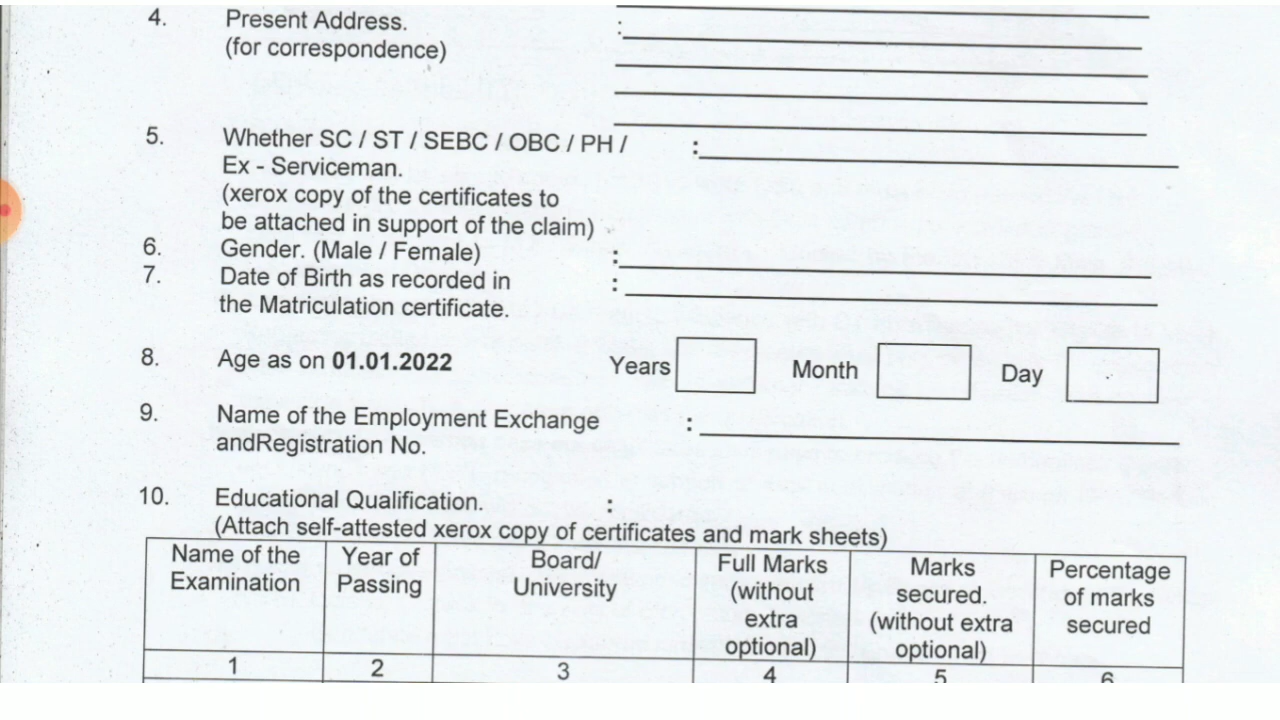 4. Present Address. :
(for correspondence)
5. Whether SC / ST / SEBC / OBC / PH / :
Ex - Serviceman.
(xerox copy of the certificates to
be attached in support of the claim)
6. Gender. (Male / Female) :
7. Date of Birth as recorded in :
the Matriculation certificate.
8. Age as on 01.01.2022 Years Month Day
9. Name of the Employment Exchange :
andRegistration No.
10. Educational Qualification :
(Attach self-attested xerox copy of certificates and mark sheets)
Name of the Examination Year of Passing Board/ University Full Marks (without extra optional) Marks secured. (without extra optional) Percentage of marks secured
1 2 3 4 5 6